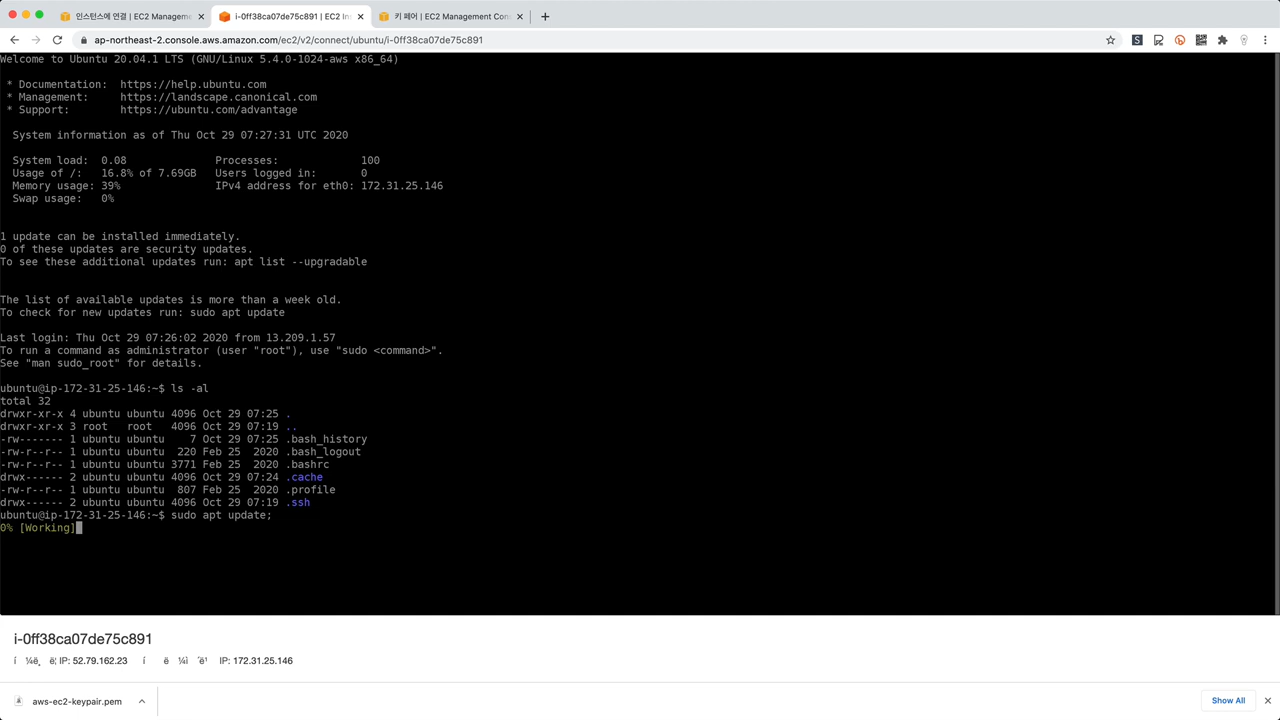 인스턴스에 연결 | EC2 Manageme
i-0ff38ca07de75c891 | EC2 In
키 페어 | EC2 Management Con
ap-northeast-2.console.aws.amazon.com/ec2/v2/connect/ubuntu/i-0ff38ca07de75c891
Welcome to Ubuntu 20.04.1 LTS (GNU/Linux 5.4.0-1024-aws x86_64)
* Documentation: https://help.ubuntu.com
* Management: https://landscape.canonical.com
* Support: https://ubuntu.com/advantage
System information as of Thu Oct 29 07:27:31 UTC 2020
System load: 0.08 Processes: 100
Usage of /: 16.8% of 7.69GB Users logged in: 0
Memory usage: 39% IPv4 address for eth0: 172.31.25.146
Swap usage: 0%
1 update can be installed immediately.
0 of these updates are security updates.
To see these additional updates run: apt list --upgradable
The list of available updates is more than a week old.
To check for new updates run: sudo apt update
Last login: Thu Oct 29 07:26:02 2020 from 13.209.1.57
To run a command as administrator (user "root"), use "sudo <command>".
See "man sudo_root" for details.
ubuntu@ip-172-31-25-146:~$ ls -al
total 32
drwxr-xr-x 4 ubuntu ubuntu 4096 Oct 29 07:25 .
drwxr-xr-x 3 root root 4096 Oct 29 07:19 ..
-rw------- 1 ubuntu ubuntu 7 Oct 29 07:25 .bash_history
-rw-r--r-- 1 ubuntu ubuntu 220 Feb 25 2020 .bash_logout
-rw-r--r-- 1 ubuntu ubuntu 3771 Feb 25 2020 .bashrc
drwx------ 2 ubuntu ubuntu 4096 Oct 29 07:24 .cache
-rw-r--r-- 1 ubuntu ubuntu 807 Feb 25 2020 .profile
drwx------ 2 ubuntu ubuntu 4096 Oct 29 07:19 .ssh
ubuntu@ip-172-31-25-146:~$ sudo apt update;
0% [Working]
i-0ff38ca07de75c891
IP: 52.79.162.23 IP: 172.31.25.146
aws-ec2-keypair.pem
Show All